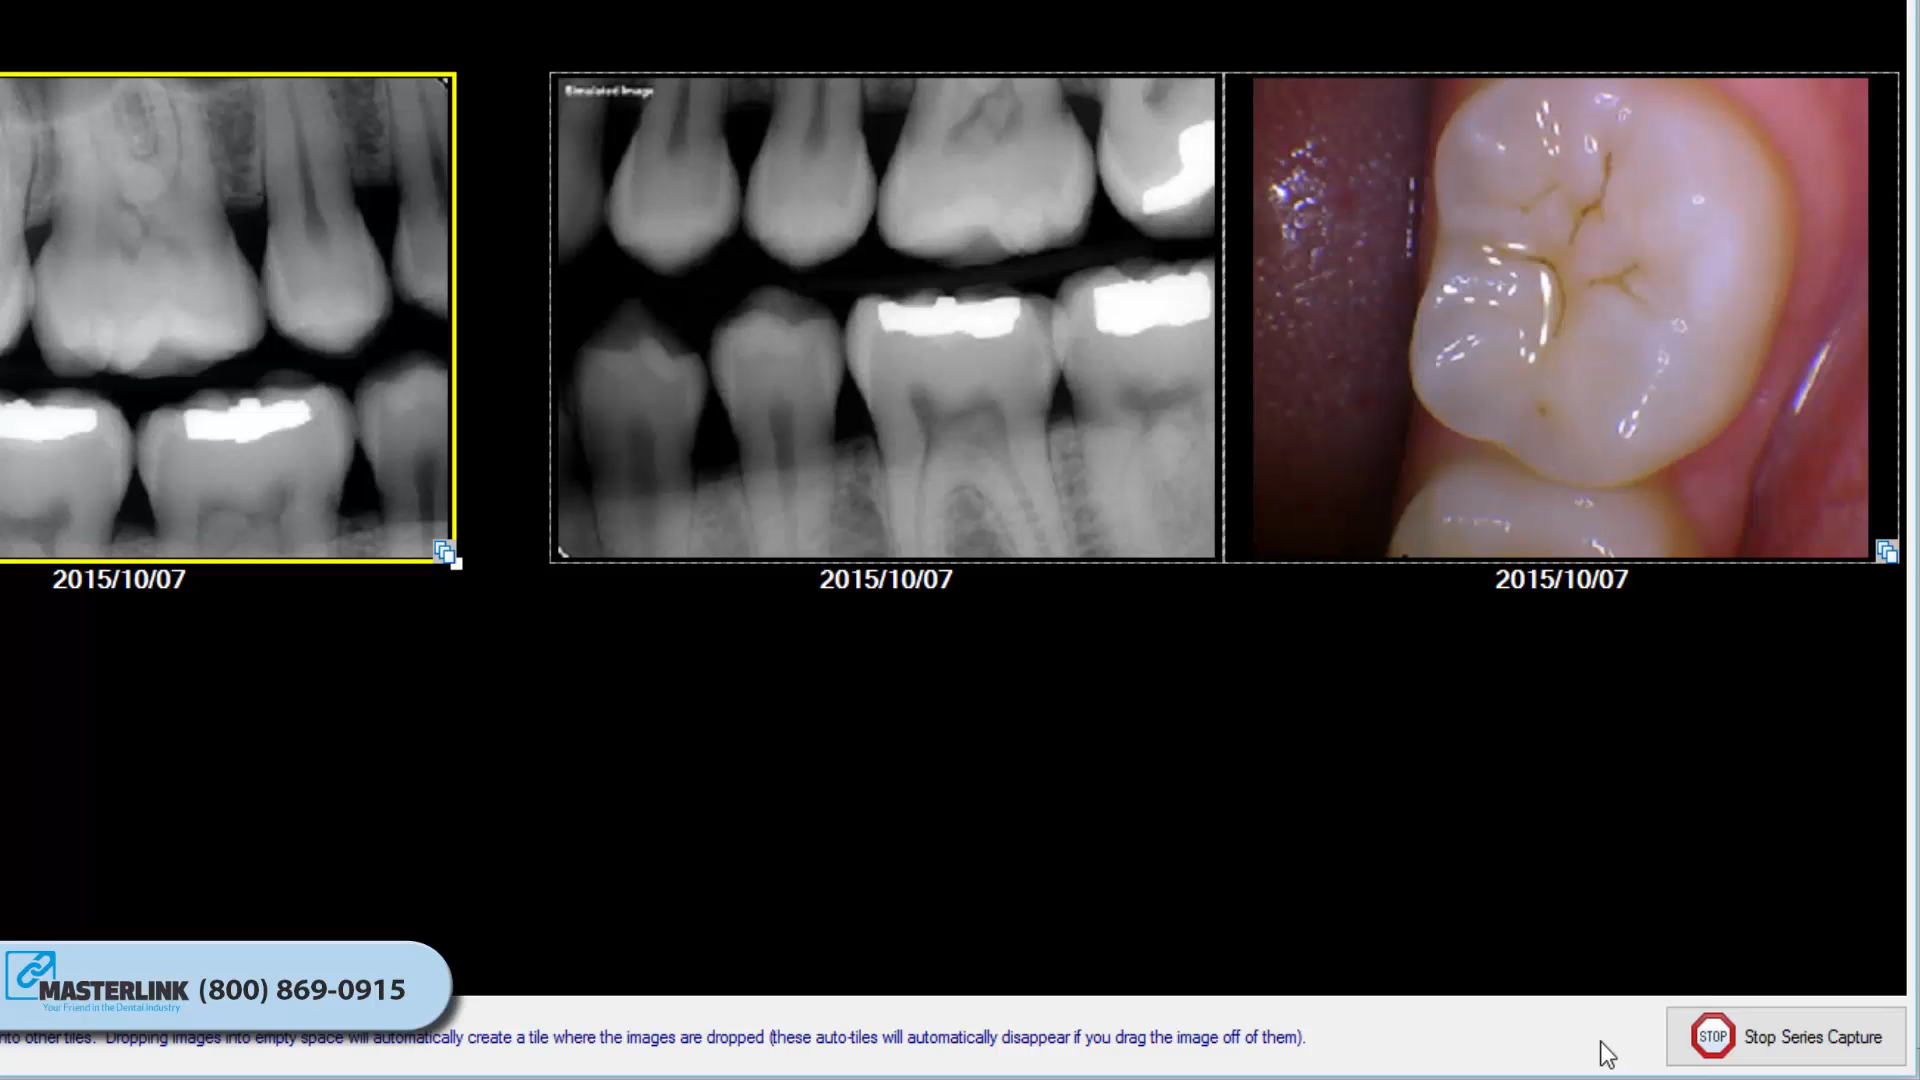 Simulated Image
2015/10/07
2015/10/07
2015/10/07
MASTERLINK (800) 869-0915
Your Friend in the Dental Industry
nto other tiles. Dropping images into empty space will automatically create a tile where the images are dropped (these auto-tiles will automatically disappear if you drag the image off of them).
STOP Stop Series Capture